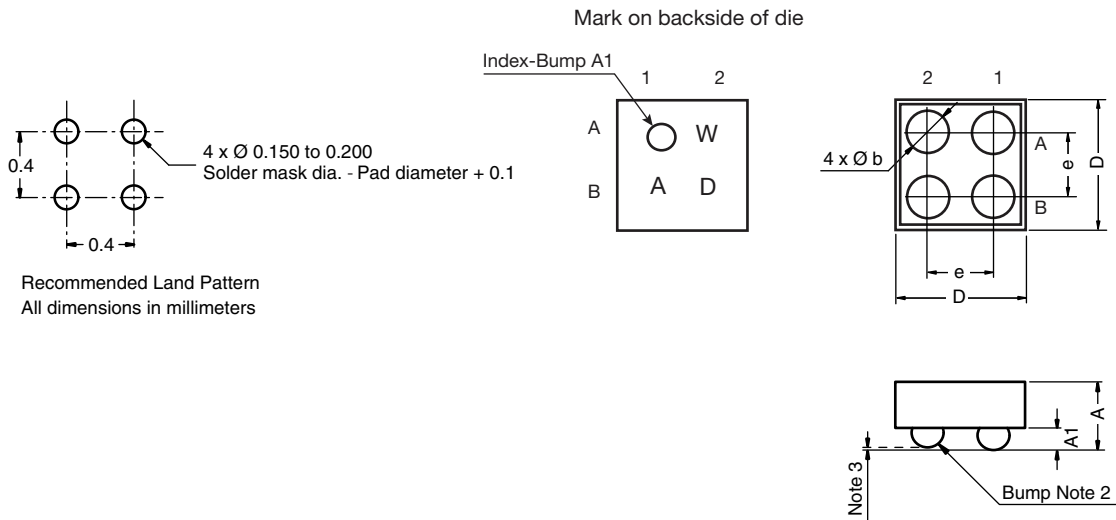 Mark on backside of die
Index-Bump A1
1 2
A W
B A D
0.4
4 x Ø 0.150 to 0.200
Solder mask dia. - Pad diameter + 0.1
0.4
Recommended Land Pattern
All dimensions in millimeters
2 1
4 x Ø b
A
B
e
D
e
D
A
A1
Note 3
Bump Note 2